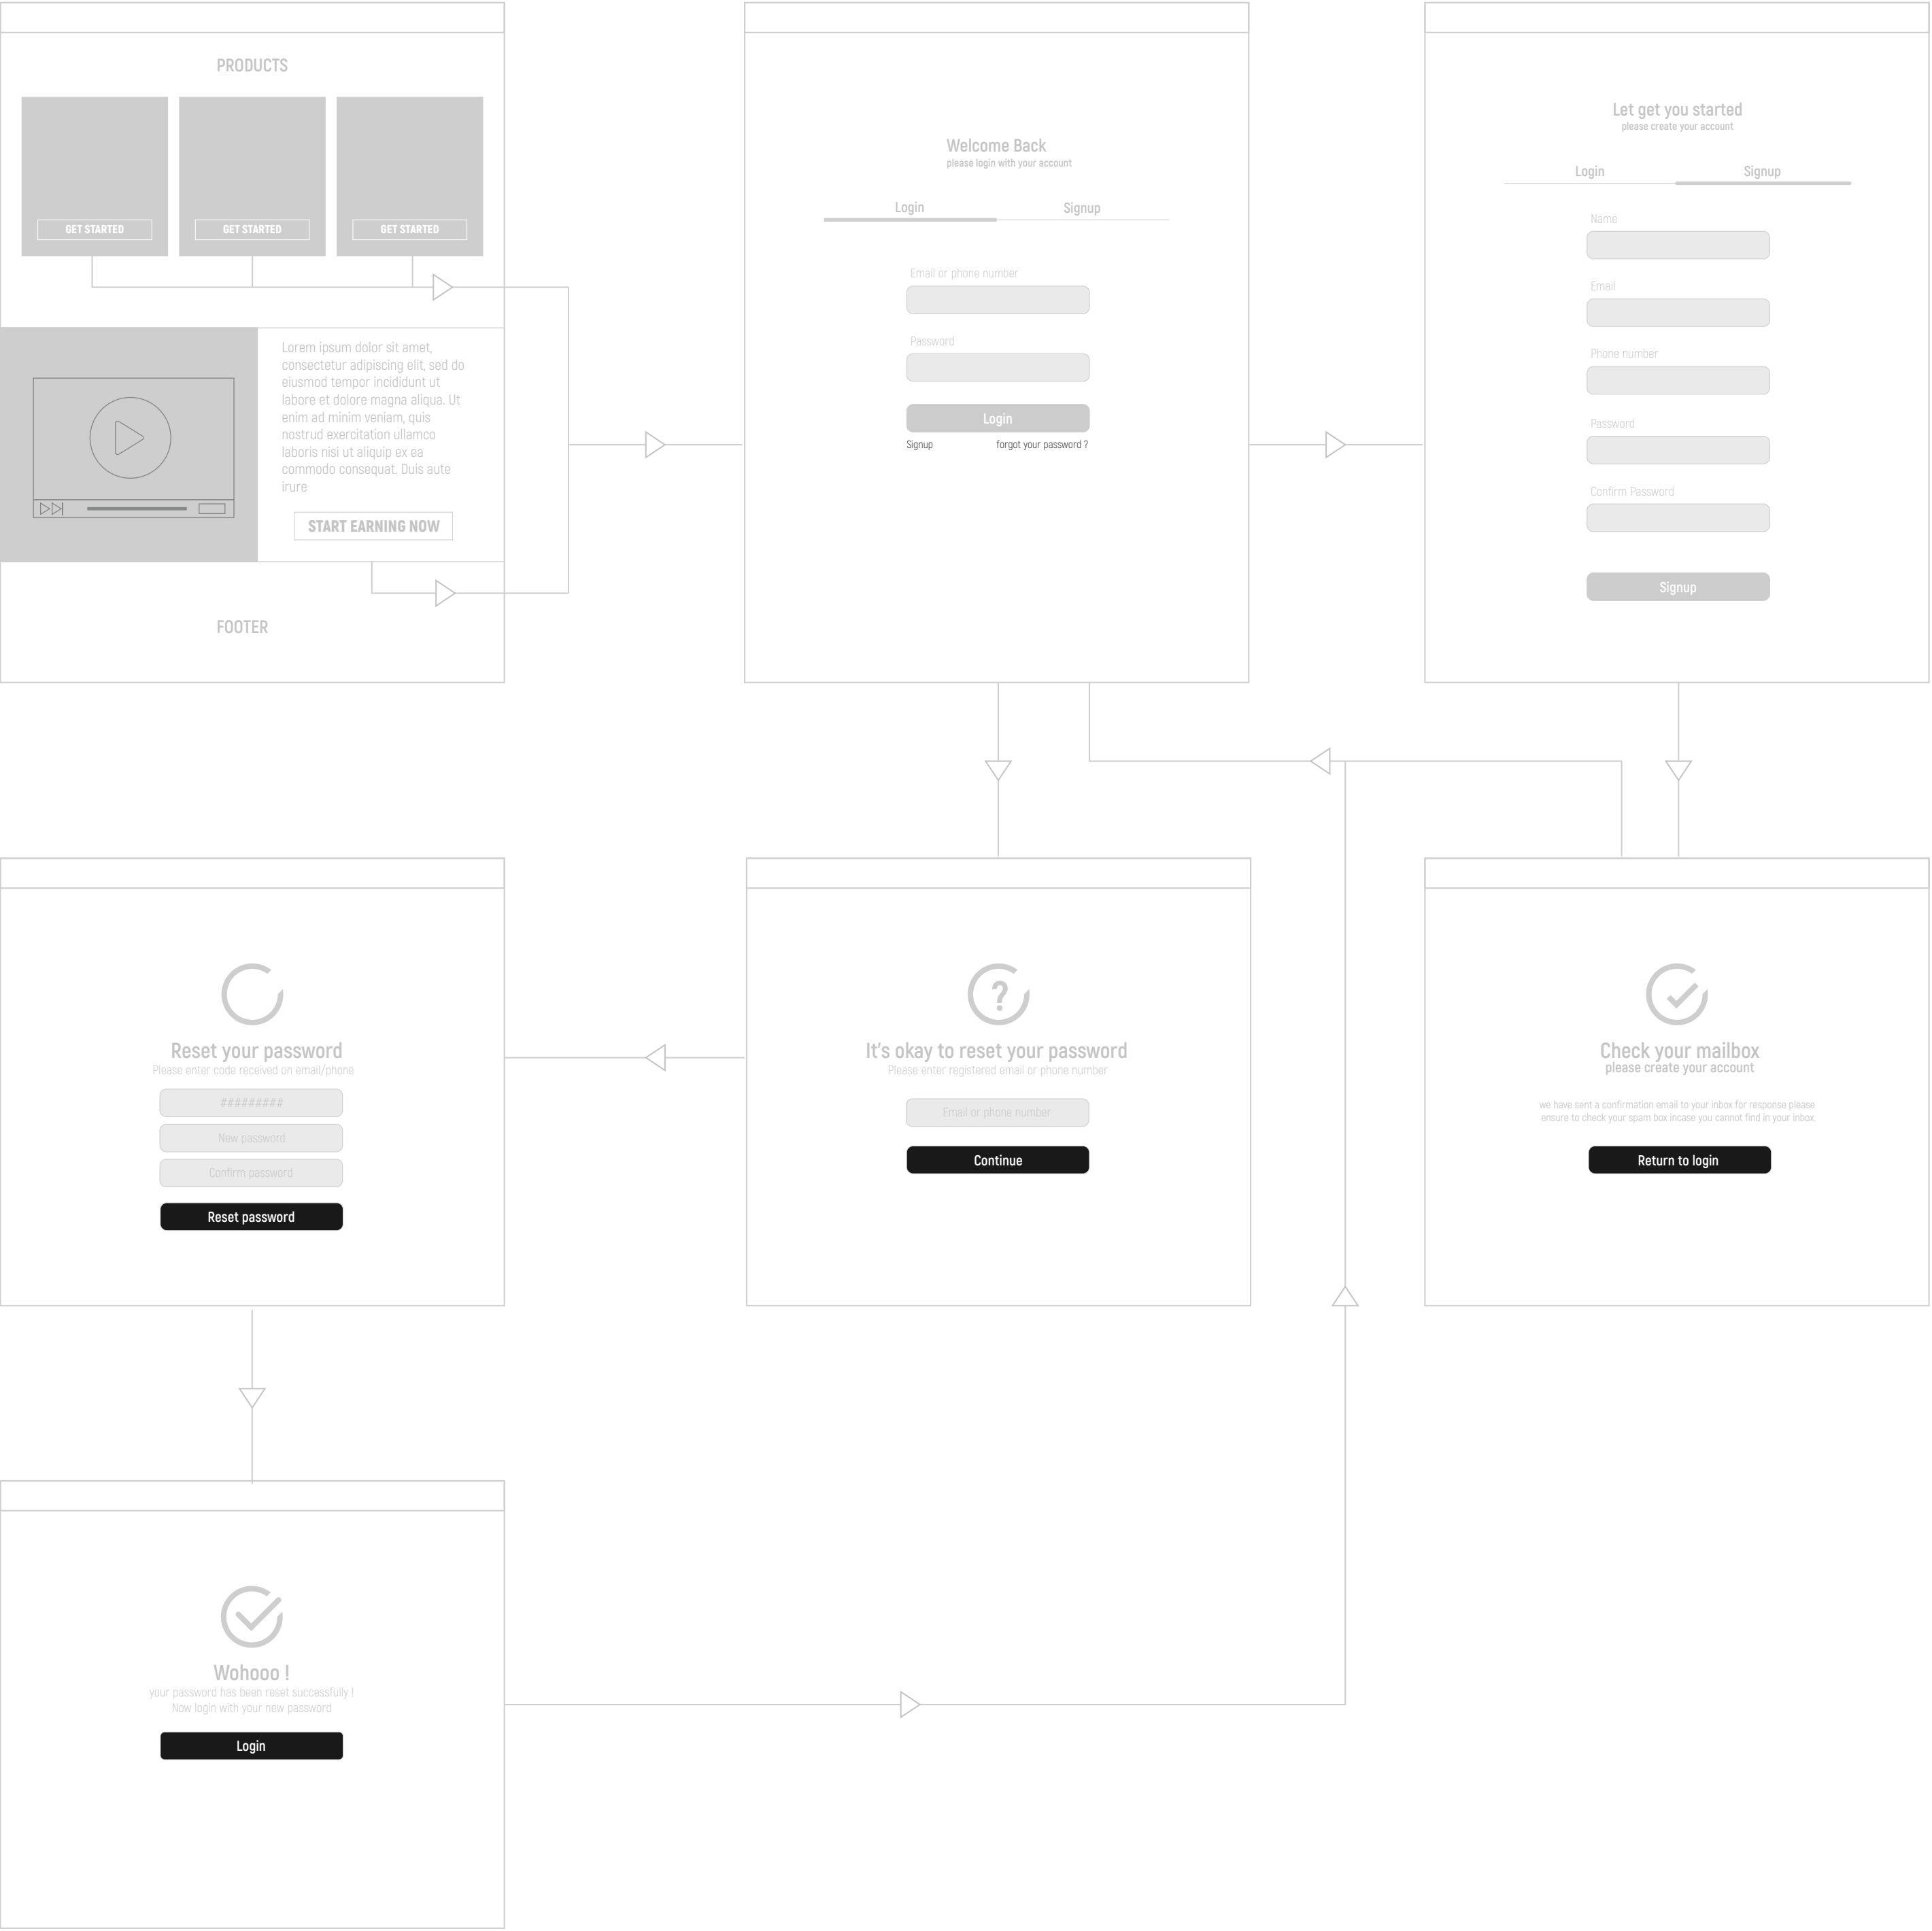 PRODUCTS
GET STARTED
GET STARTED
GET STARTED
Lorem ipsum dolor sit amet,
consectetur adipiscing elit, sed do
eiusmod tempor incididunt ut
labore et dolore magna aliqua. Ut
enim ad minim veniam, quis
nostrud exercitation ullamco
laboris nisi ut aliquip ex ea
commodo consequat. Duis aute
irure
START EARNING NOW
FOOTER
Welcome Back
please login with your account
Login
Signup
Email or phone number
Password
Login
Signup
forgot your password ?
Let get you started
please create your account
Login
Signup
Name
Email
Phone number
Password
Confirm Password
Signup
Reset your password
Please enter code received on email/phone
#########
New password
Confirm password
Reset password
?
It's okay to reset your password
Please enter registered email or phone number
Email or phone number
Continue
Check your mailbox
please create your account
we have sent a confirmation email to your inbox for response please
ensure to check your spam box incase you cannot find in your inbox.
Return to login
Wohooo !
your password has been reset successfully !
Now login with your new password
Login